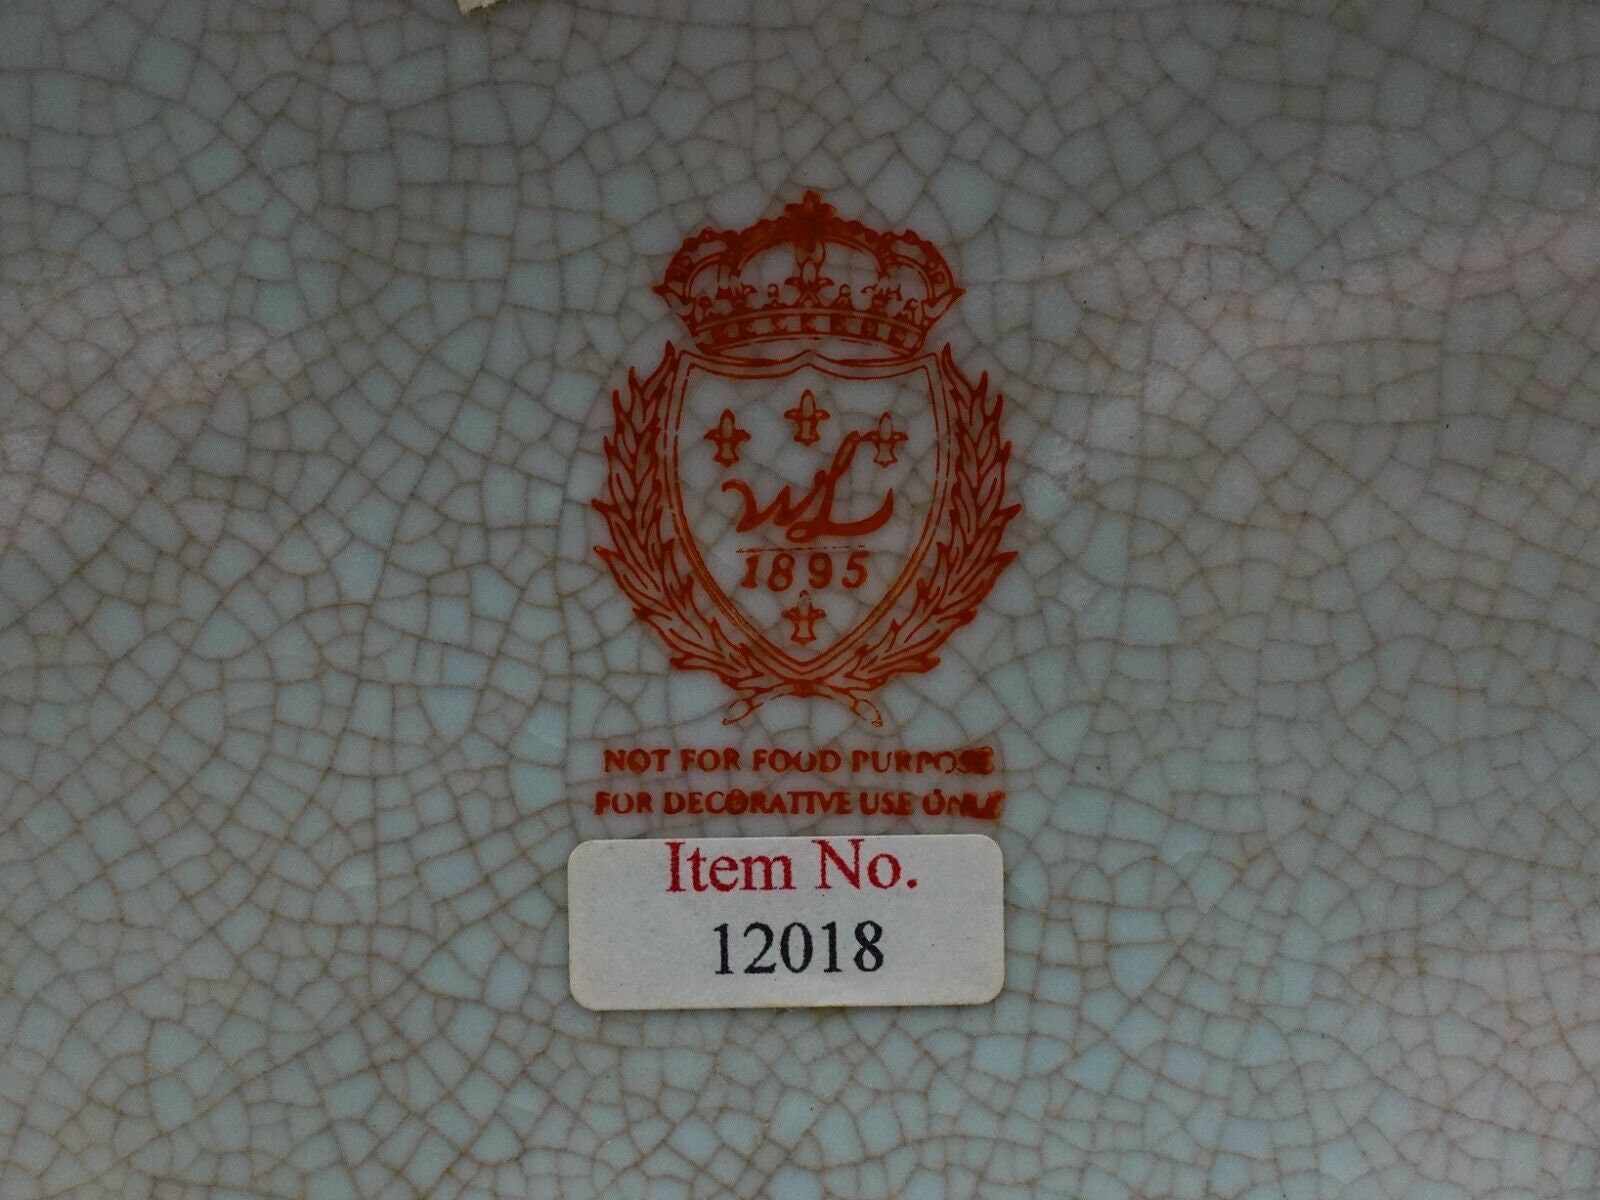 WL
1895
NOT FOR FOOD PURPOSE
FOR DECORATIVE USE ONLY
Item No.
12018